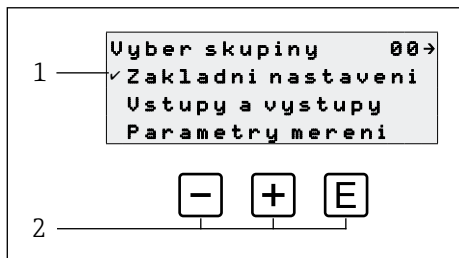 Vyber skupiny 00→
1 ✓ Zakladni nastaveni
Vstupy a vystupy
Parametry mereni
- + E
2